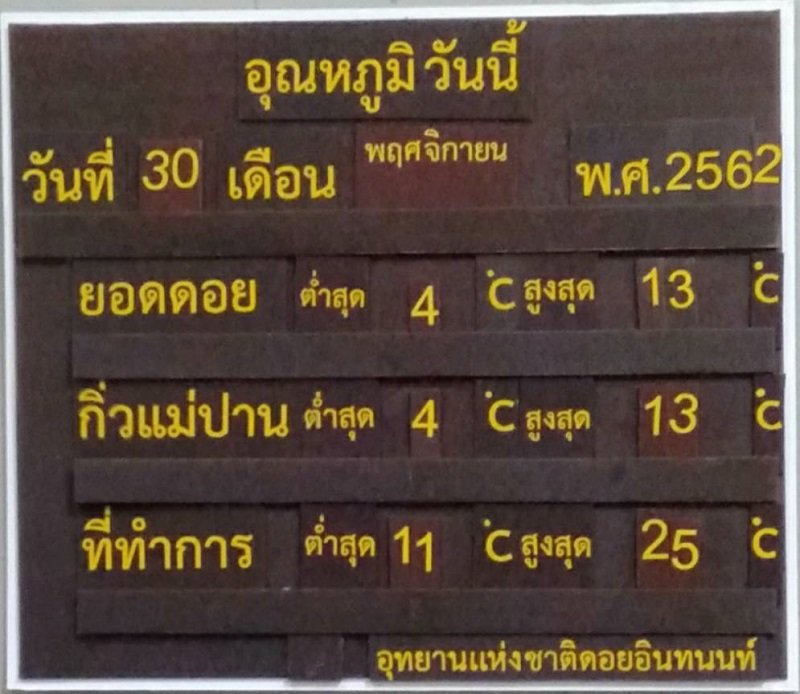 อุณหภูมิ วันนี้
วันที่ 30 เดือน พฤศจิกายน พ.ศ.2562
ยอดดอย ต่ำสุด 4 °C สูงสุด 13 °C
กิ่วแม่ปาน ต่ำสุด 4 °C สูงสุด 13 °C
ที่ทำการ ต่ำสุด 11 °C สูงสุด 25 °C
อุทยานแห่งชาติดอยอินทนนท์